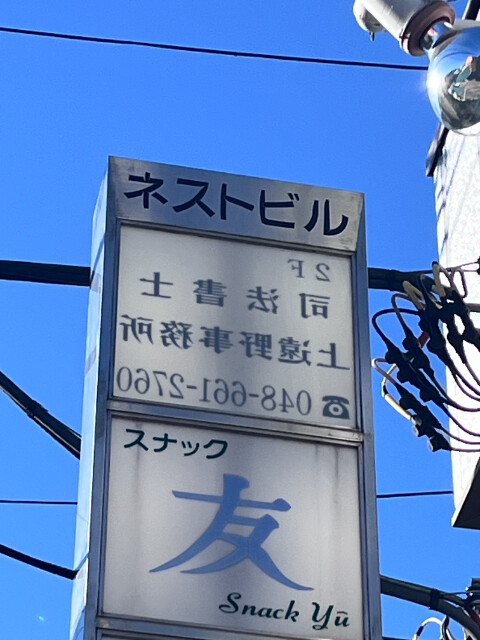 ネストビル
2F
司法書士
上遠野事務所
☎048-661-2760
スナック
友
Snack Yū